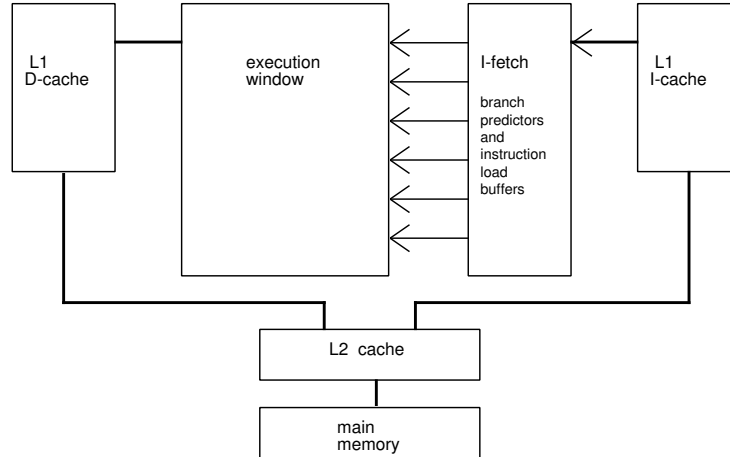 L1
D-cache
execution
window
I-fetch
branch
predictors
and
instruction
load
buffers
L1
I-cache
L2 cache
main
memory